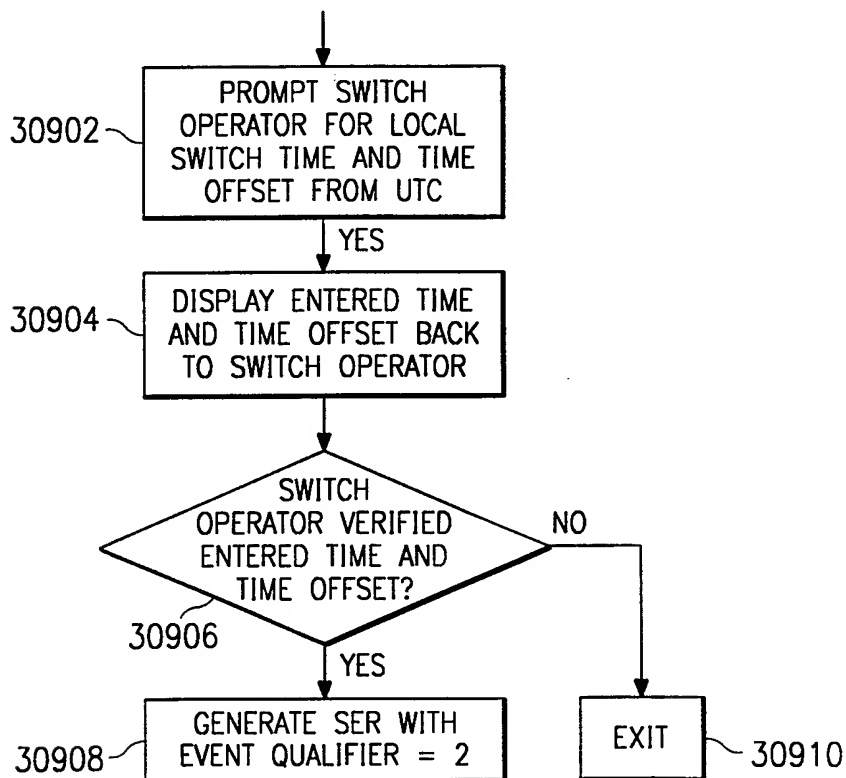 30902
PROMPT SWITCH
OPERATOR FOR LOCAL
SWITCH TIME AND TIME
OFFSET FROM UTC
YES
30904
DISPLAY ENTERED TIME
AND TIME OFFSET BACK
TO SWITCH OPERATOR
SWITCH
OPERATOR VERIFIED
ENTERED TIME AND
TIME OFFSET?
NO
30906
YES
30908
GENERATE SER WITH
EVENT QUALIFIER = 2
EXIT
30910